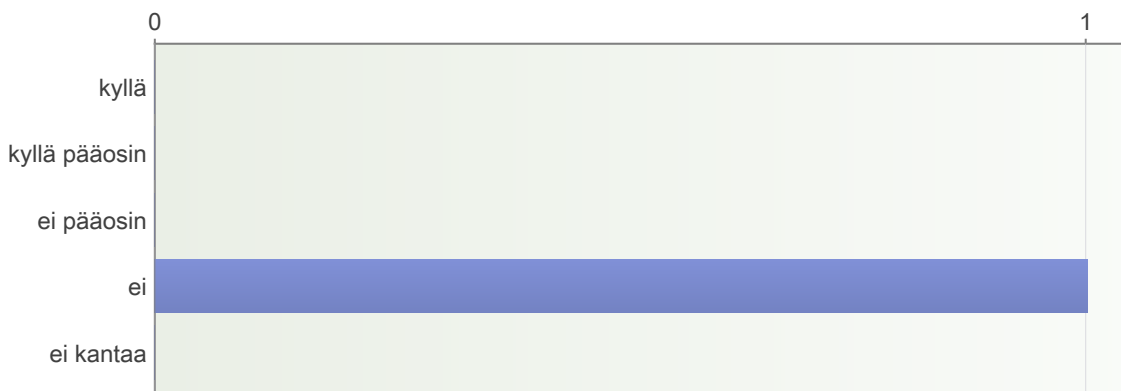 0 1
kyllä
kyllä pääosin
ei pääosin
ei
ei kantaa